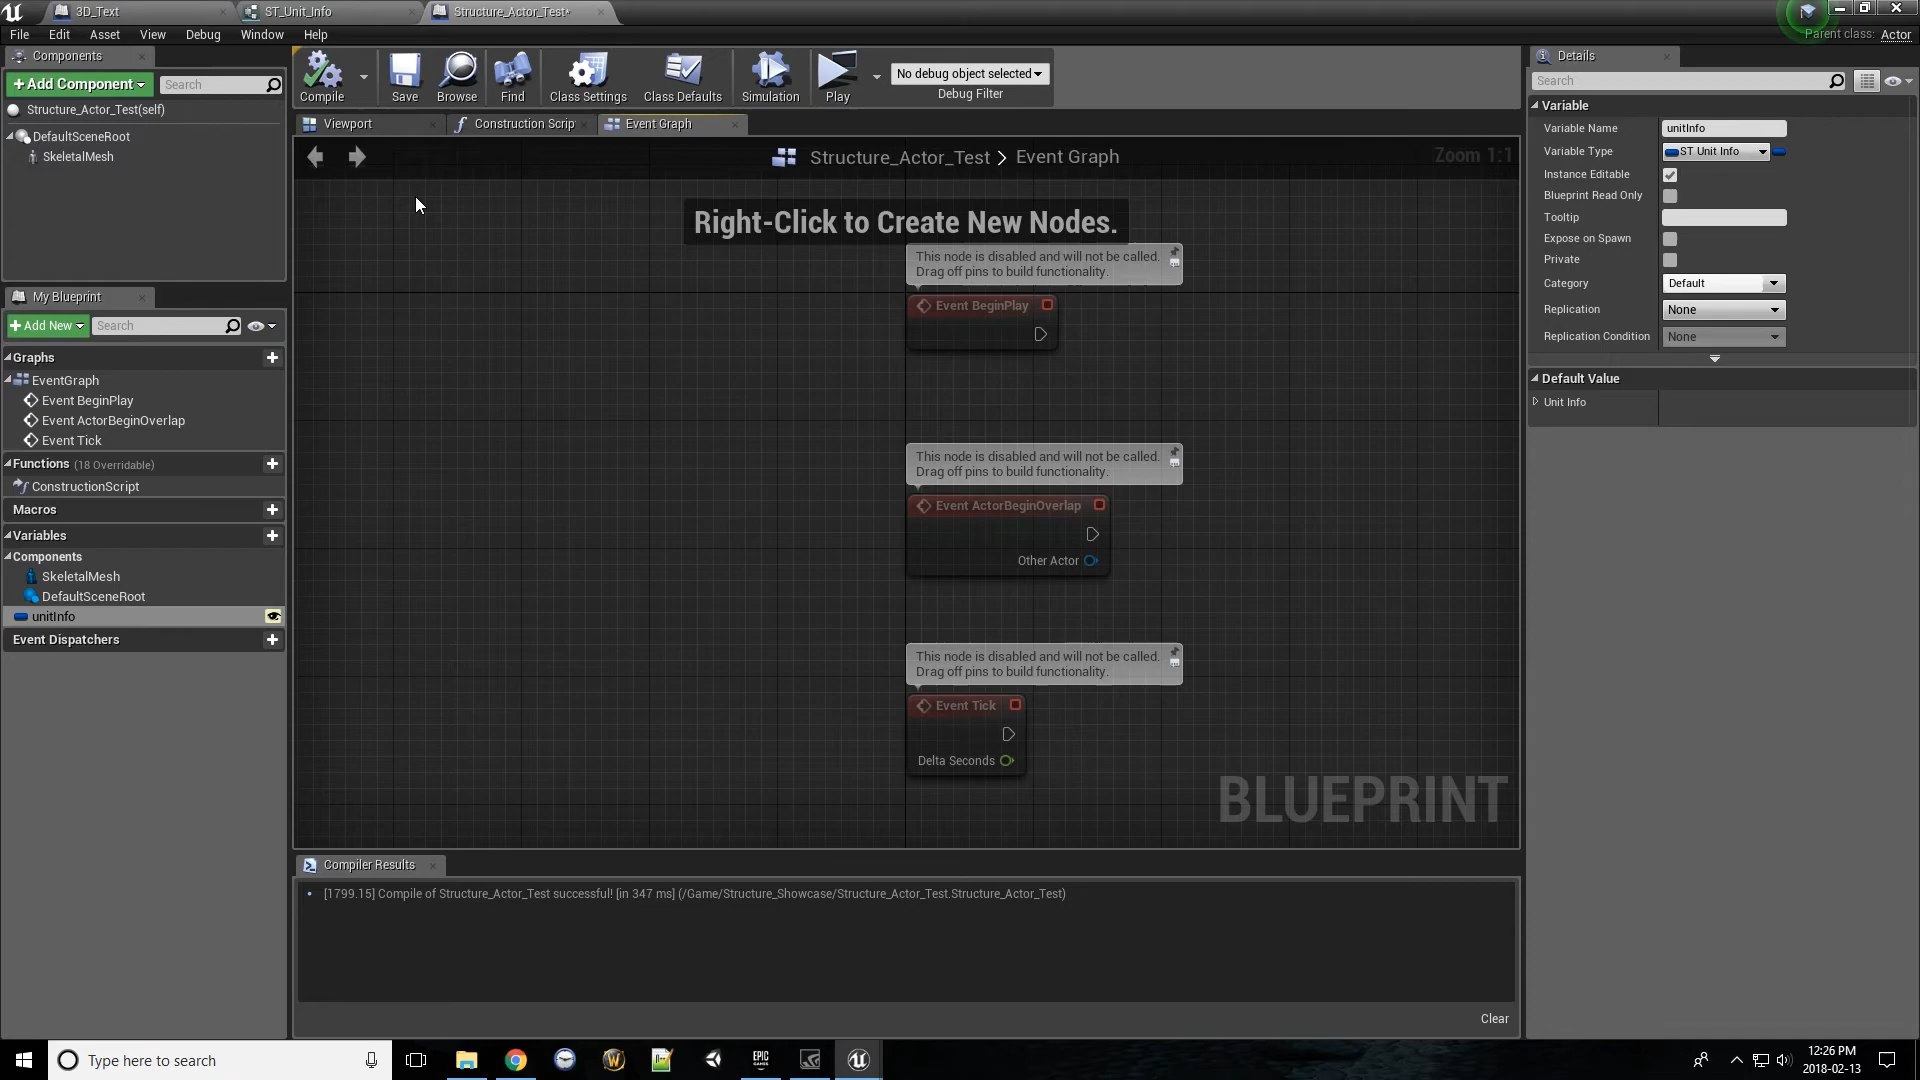 3D_Text
ST_Unit_Info
Structure_Actor_Test*
File Edit Asset View Debug Window Help
Parent class: Actor
Components
+ Add Component
Search
Structure_Actor_Test(self)
DefaultSceneRoot
SkeletalMesh
My Blueprint
+ Add New
Search
Graphs
EventGraph
Event BeginPlay
Event ActorBeginOverlap
Event Tick
Functions (18 Overridable)
ConstructionScript
Macros
Variables
Components
SkeletalMesh
DefaultSceneRoot
unitInfo
Event Dispatchers
Compile
Save
Browse
Find
Class Settings
Class Defaults
Simulation
Play
No debug object selected
Debug Filter
Viewport
Construction Scrip
Event Graph
Structure_Actor_Test > Event Graph
Zoom 1:1
Right-Click to Create New Nodes.
This node is disabled and will not be called.
Drag off pins to build functionality.
Event BeginPlay
This node is disabled and will not be called.
Drag off pins to build functionality.
Event ActorBeginOverlap
Other Actor
This node is disabled and will not be called.
Drag off pins to build functionality.
Event Tick
Delta Seconds
BLUEPRINT
Compiler Results
• [1799.15] Compile of Structure_Actor_Test successful! [in 347 ms] (/Game/Structure_Showcase/Structure_Actor_Test.Structure_Actor_Test)
Clear
Details
Search
Variable
Variable Name unitInfo
Variable Type ST Unit Info
Instance Editable
Blueprint Read Only
Tooltip
Expose on Spawn
Private
Category Default
Replication None
Replication Condition None
Default Value
Unit Info
Type here to search
EPIC GAMES
12:26 PM
2018-02-13